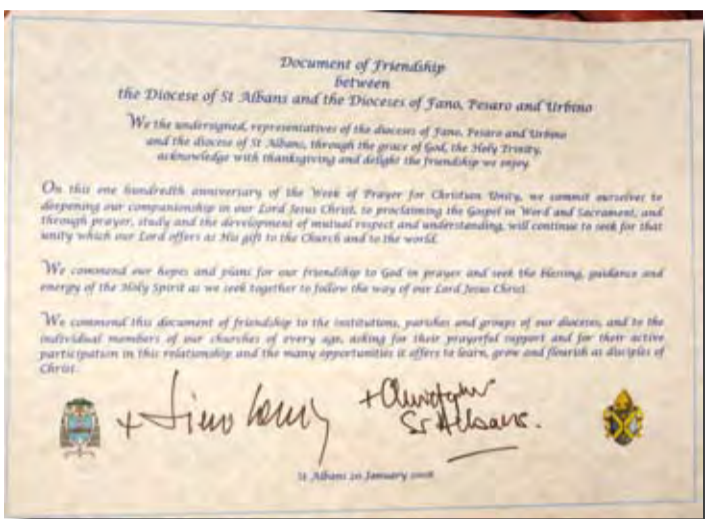 Document of Friendship
between
the Diocese of St Albans and the Dioceses of Fano, Pesaro and Urbino
We the undersigned, representatives of the dioceses of Fano, Pesaro and Urbino
and the diocese of St Albans, through the grace of God, the Holy Trinity,
acknowledge with thanksgiving and delight the friendship we enjoy.
On this one hundredth anniversary of the Week of Prayer for Christian Unity, we commit ourselves to
deepening our companionship in our Lord Jesus Christ, to proclaiming the Gospel in Word and Sacrament, and
through prayer, study and the development of mutual respect and understanding, will continue to seek for that
unity which our Lord offers as His gift to the Church and to the world.
We commend our hopes and plans for our friendship to God in prayer and seek the blessing, guidance and
energy of the Holy Spirit as we seek together to follow the way of our Lord Jesus Christ.
We commend this document of friendship to the institutions, parishes and groups of our dioceses, and to the
individual members of our churches of every age, asking for their prayerful support and for their active
participation in this relationship and the many opportunities it offers to learn, grow and flourish as disciples of
Christ.
+ Christopher
St Albans.
St Albans 20 January 2008